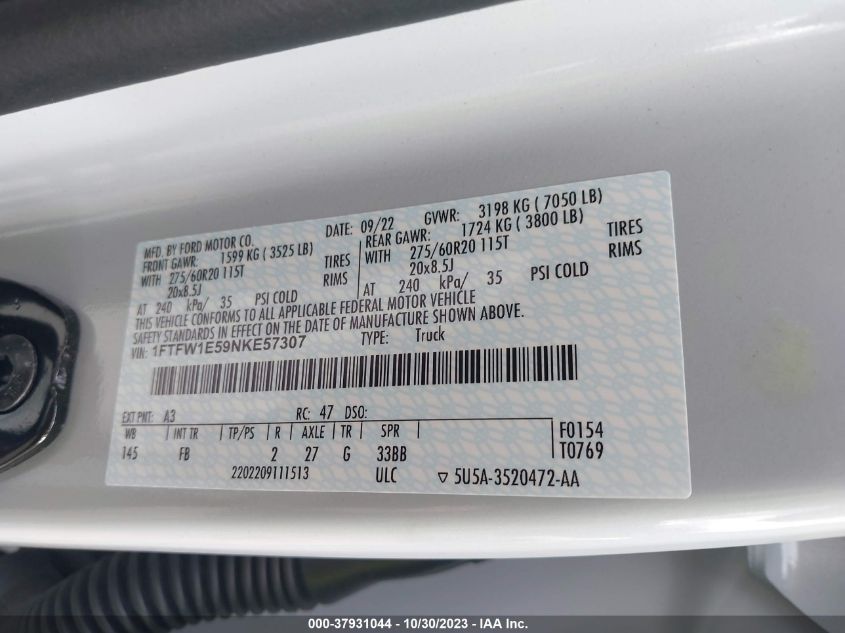 MFD. BY FORD MOTOR CO. DATE: 09/22 GVWR: 3198 KG ( 7050 LB)
FRONT GAWR: 1599 KG ( 3525 LB) REAR GAWR: 1724 KG ( 3800 LB)
WITH 275/60R20 115T TIRES WITH 275/60R20 115T TIRES
20x8.5J RIMS 20x8.5J RIMS
AT 240 kPa/ 35 PSI COLD AT 240 kPa/ 35 PSI COLD
THIS VEHICLE CONFORMS TO ALL APPLICABLE FEDERAL MOTOR VEHICLE
SAFETY STANDARDS IN EFFECT ON THE DATE OF MANUFACTURE SHOWN ABOVE.
VIN: 1FTFW1E59NKE57307 TYPE: Truck
EXT PNT: A3 RC: 47 DSO:
WB INT TR TP/PS R AXLE TR SPR F0154
145 FB 2 27 G 33BB T0769
2202209111513 ULC ▽ 5U5A-3520472-AA
000-37931044 - 10/30/2023 - IAA Inc.